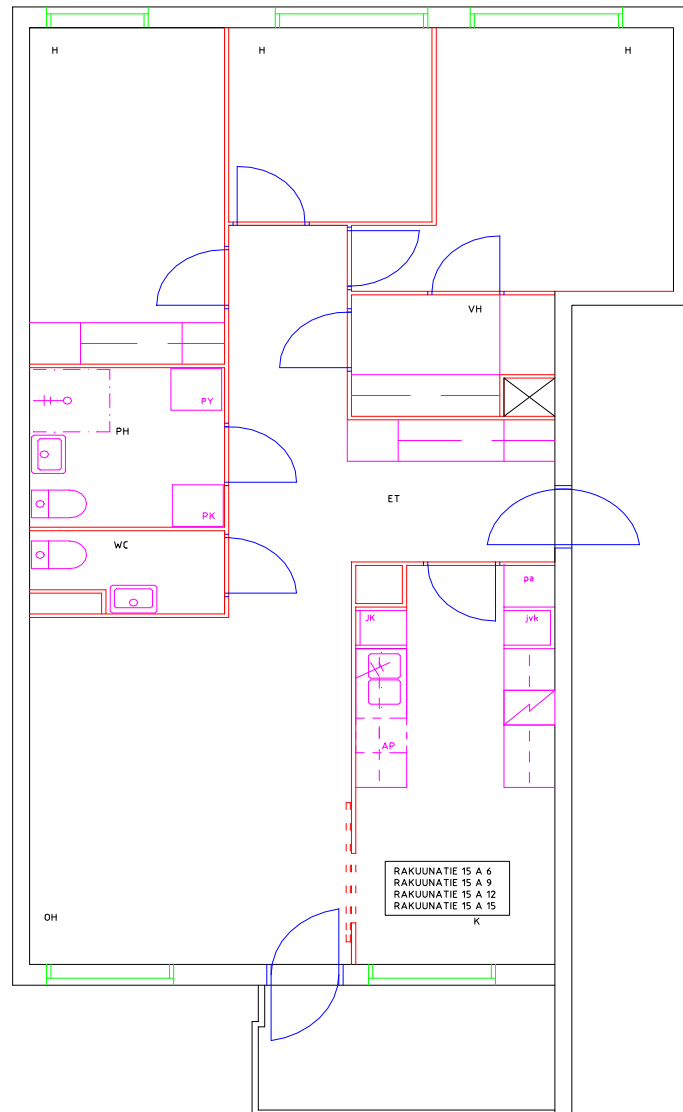 H
H
H
VH
PY
PH
PK
ET
WC
pa
JK
jvk
AP
RAKUUNATIE 15 A 6
RAKUUNATIE 15 A 9
RAKUUNATIE 15 A 12
RAKUUNATIE 15 A 15
OH
K